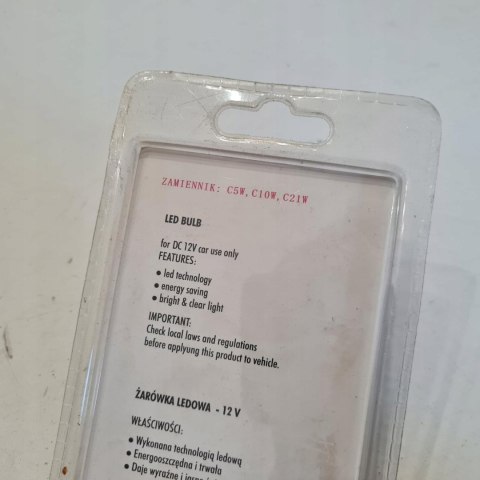 ZAMIENNIK: C5W, C10W, C21W
LED BULB
for DC 12V car use only
FEATURES:
• led technology
• energy saving
• bright & clear light
IMPORTANT:
Check local laws and regulations
before applyung this product to vehicle.
ŻARÓWKA LEDOWA - 12 V
WŁAŚCIWOŚCI:
• Wykonana technologią ledową
• Energooszczędna i trwała
• Daje wyraźne i